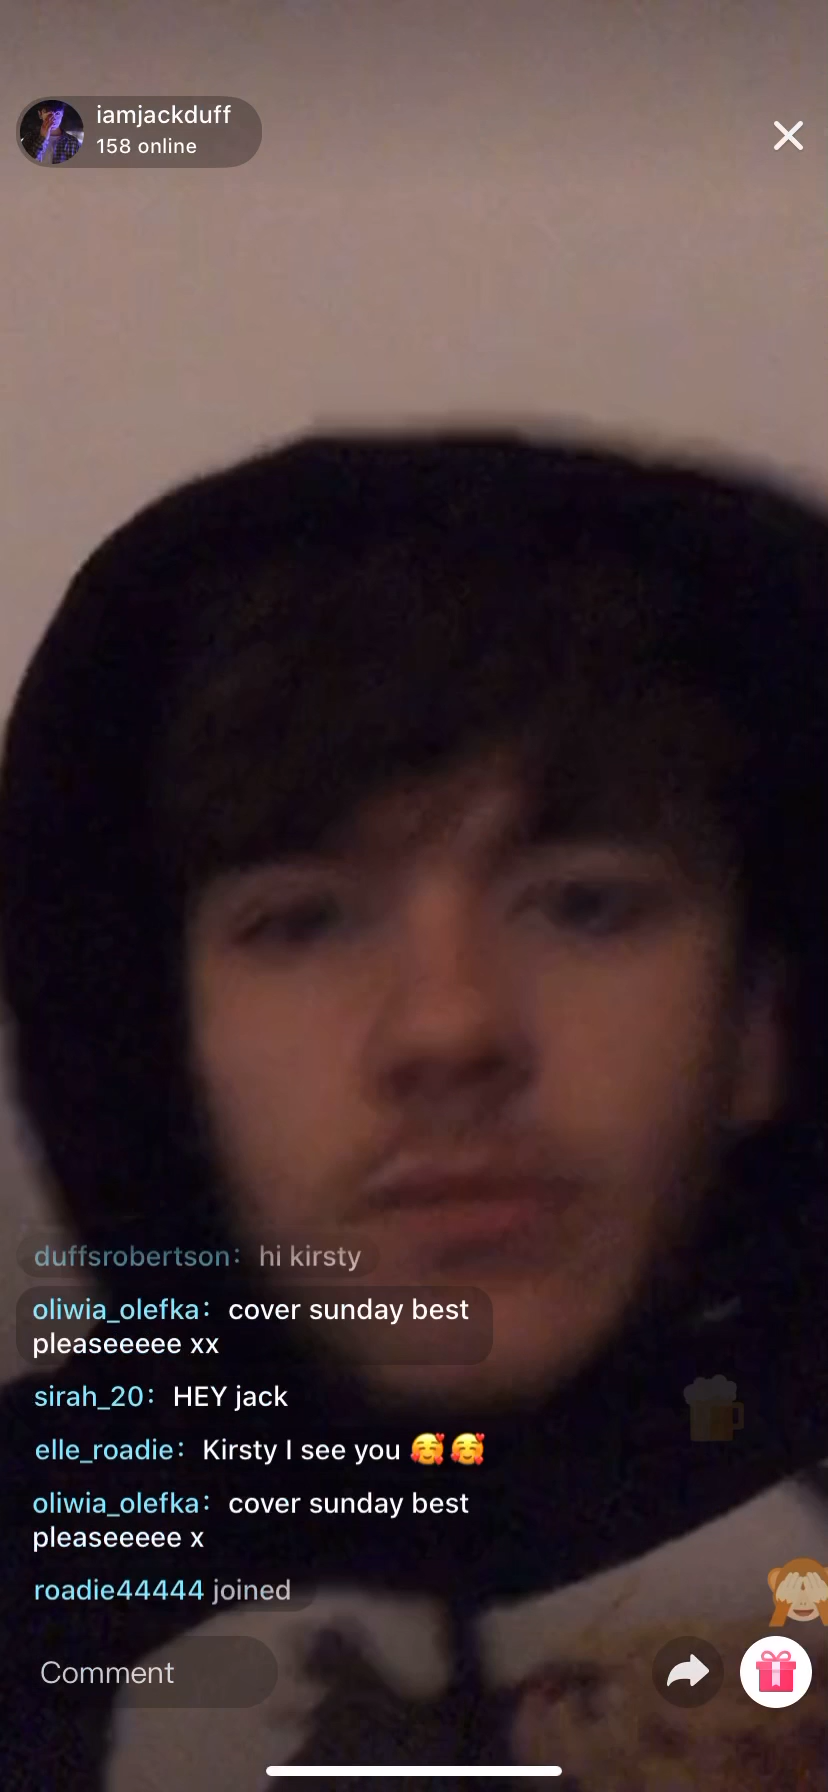 iamjackduff
158 online
duffsrobertson: hi kirsty
oliwia_olefka: cover sunday best
pleaseeeee xx
sirah_20: HEY jack
elle_roadie: Kirsty I see you 🥰🥰
oliwia_olefka: cover sunday best
pleaseeeee x
roadie44444 joined
Comment